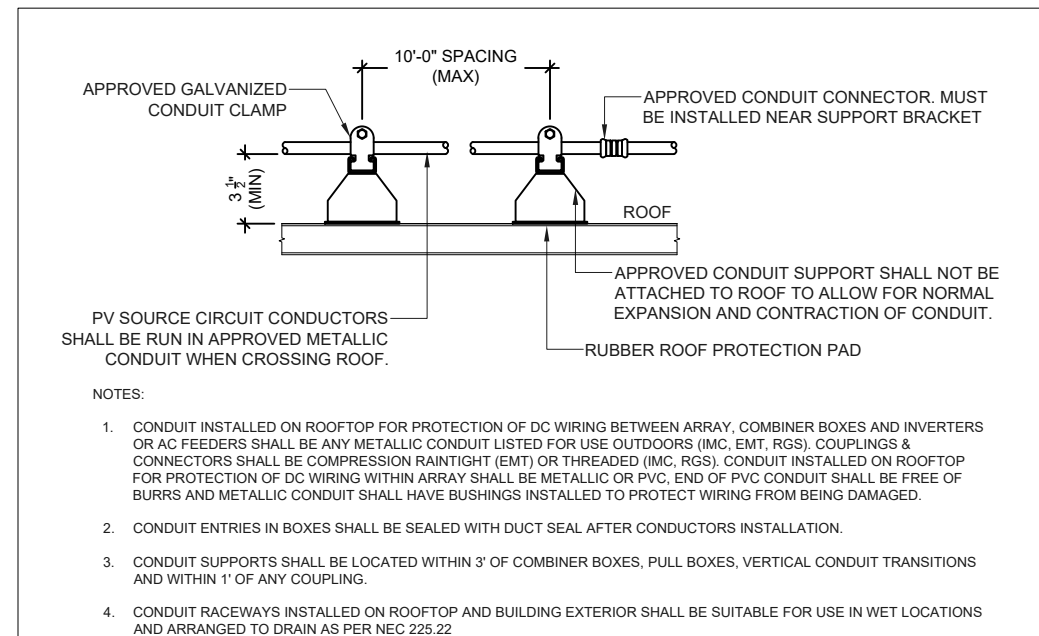 10'-0" SPACING
(MAX)
APPROVED GALVANIZED
CONDUIT CLAMP
APPROVED CONDUIT CONNECTOR. MUST
BE INSTALLED NEAR SUPPORT BRACKET
3 1/2"
(MIN)
ROOF
APPROVED CONDUIT SUPPORT SHALL NOT BE
ATTACHED TO ROOF TO ALLOW FOR NORMAL
EXPANSION AND CONTRACTION OF CONDUIT.
PV SOURCE CIRCUIT CONDUCTORS
SHALL BE RUN IN APPROVED METALLIC
CONDUIT WHEN CROSSING ROOF.
RUBBER ROOF PROTECTION PAD
NOTES:
1. CONDUIT INSTALLED ON ROOFTOP FOR PROTECTION OF DC WIRING BETWEEN ARRAY, COMBINER BOXES AND INVERTERS
OR AC FEEDERS SHALL BE ANY METALLIC CONDUIT LISTED FOR USE OUTDOORS (IMC, EMT, RGS). COUPLINGS &
CONNECTORS SHALL BE COMPRESSION RAINTIGHT (EMT) OR THREADED (IMC, RGS). CONDUIT INSTALLED ON ROOFTOP
FOR PROTECTION OF DC WIRING WITHIN ARRAY SHALL BE METALLIC OR PVC, END OF PVC CONDUIT SHALL BE FREE OF
BURRS AND METALLIC CONDUIT SHALL HAVE BUSHINGS INSTALLED TO PROTECT WIRING FROM BEING DAMAGED.
2. CONDUIT ENTRIES IN BOXES SHALL BE SEALED WITH DUCT SEAL AFTER CONDUCTORS INSTALLATION.
3. CONDUIT SUPPORTS SHALL BE LOCATED WITHIN 3' OF COMBINER BOXES, PULL BOXES, VERTICAL CONDUIT TRANSITIONS
AND WITHIN 1' OF ANY COUPLING.
4. CONDUIT RACEWAYS INSTALLED ON ROOFTOP AND BUILDING EXTERIOR SHALL BE SUITABLE FOR USE IN WET LOCATIONS
AND ARRANGED TO DRAIN AS PER NEC 225.22